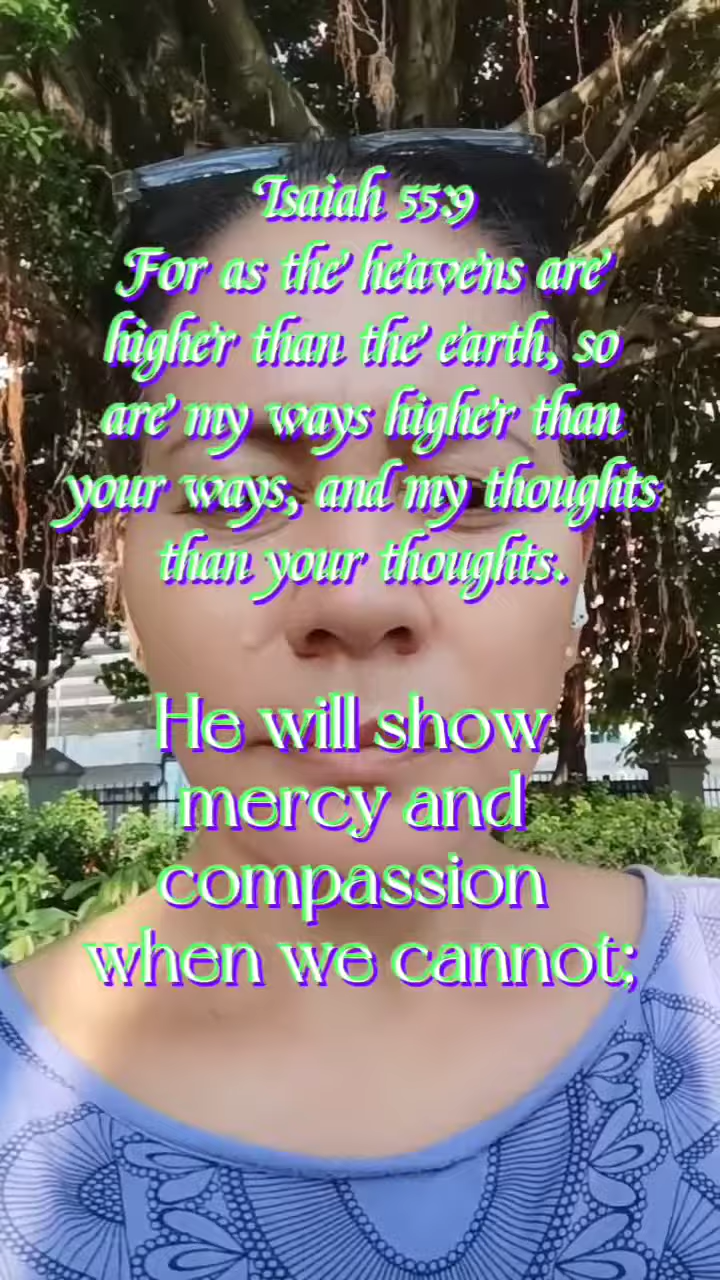 Isaiah 55:9
For as the heavens are
higher than the earth, so
are my ways higher than
your ways, and my thoughts
than your thoughts.
He will show
mercy and
compassion
when we cannot;